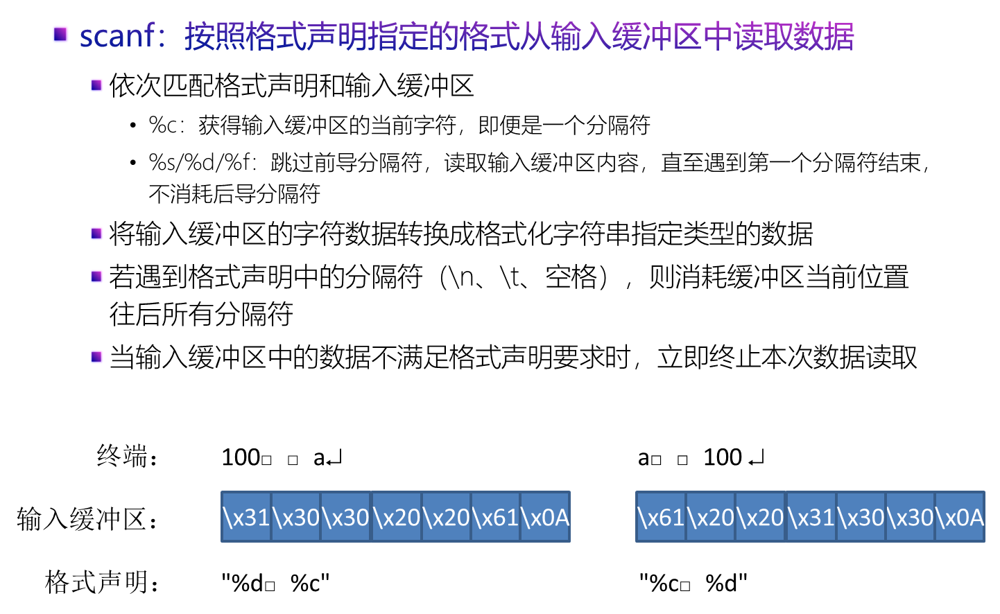 scanf：按照格式声明指定的格式从输入缓冲区中读取数据
依次匹配格式声明和输入缓冲区
• %c：获得输入缓冲区的当前字符，即便是一个分隔符
• %s/%d/%f：跳过前导分隔符，读取输入缓冲区内容，直至遇到第一个分隔符结束，
不消耗后导分隔符
将输入缓冲区的字符数据转换成格式化字符串指定类型的数据
若遇到格式声明中的分隔符（\n、\t、空格），则消耗缓冲区当前位置
往后所有分隔符
当输入缓冲区中的数据不满足格式声明要求时，立即终止本次数据读取
终端： 100□ □ a↵ a□ □ 100 ↵
输入缓冲区： \x31 \x30 \x30 \x20 \x20 \x61 \x0A \x61 \x20 \x20 \x31 \x30 \x30 \x0A
格式声明： "%d□ %c" "%c□ %d"